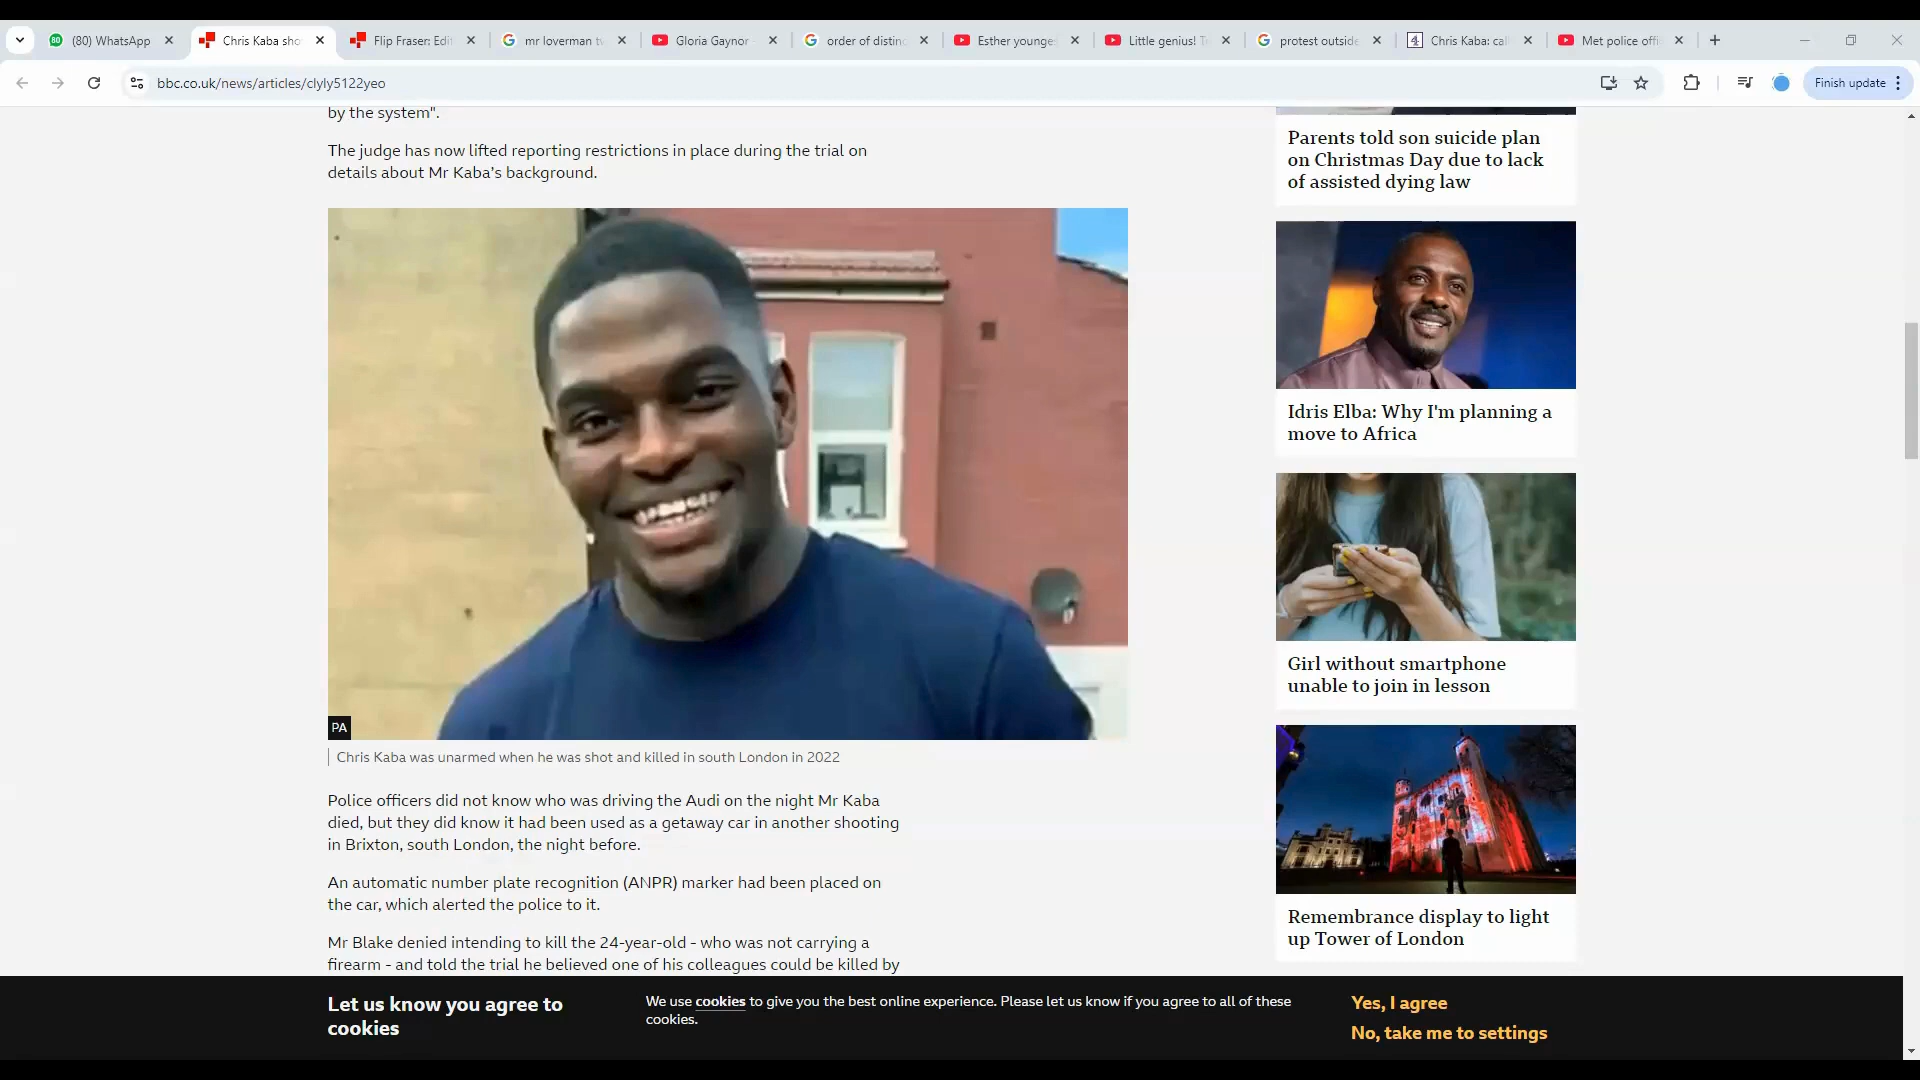 (80) WhatsApp
Chris Kaba sho
Flip Fraser: Edit
mr loverman tv
Gloria Gaynor
order of distinc
Esther younges
Little genius! T
protest outside
Chris Kaba: cal
Met police offi
bbc.co.uk/news/articles/clyly5122yeo
Finish update
by the system".
The judge has now lifted reporting restrictions in place during the trial on
details about Mr Kaba's background.
PA
Chris Kaba was unarmed when he was shot and killed in south London in 2022
Police officers did not know who was driving the Audi on the night Mr Kaba
died, but they did know it had been used as a getaway car in another shooting
in Brixton, south London, the night before.
An automatic number plate recognition (ANPR) marker had been placed on
the car, which alerted the police to it.
Mr Blake denied intending to kill the 24-year-old - who was not carrying a
firearm - and told the trial he believed one of his colleagues could be killed by
Parents told son suicide plan
on Christmas Day due to lack
of assisted dying law
Idris Elba: Why I'm planning a
move to Africa
Girl without smartphone
unable to join in lesson
Remembrance display to light
up Tower of London
Let us know you agree to
cookies
We use cookies to give you the best online experience. Please let us know if you agree to all of these
cookies.
Yes, I agree
No, take me to settings